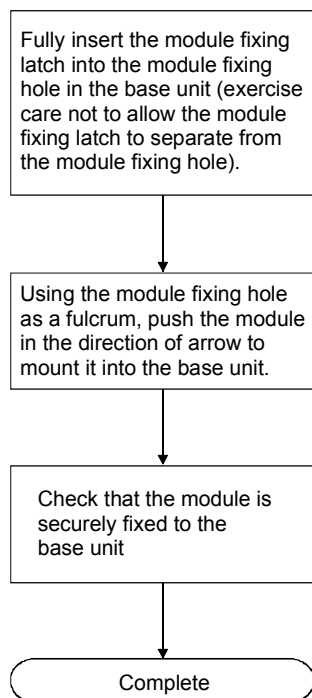 Fully insert the module fixing
latch into the module fixing
hole in the base unit (exercise
care not to allow the module
fixing latch to separate from
the module fixing hole).
Using the module fixing hole
as a fulcrum, push the module
in the direction of arrow to
mount it into the base unit.
Check that the module is
securely fixed to the
base unit
Complete